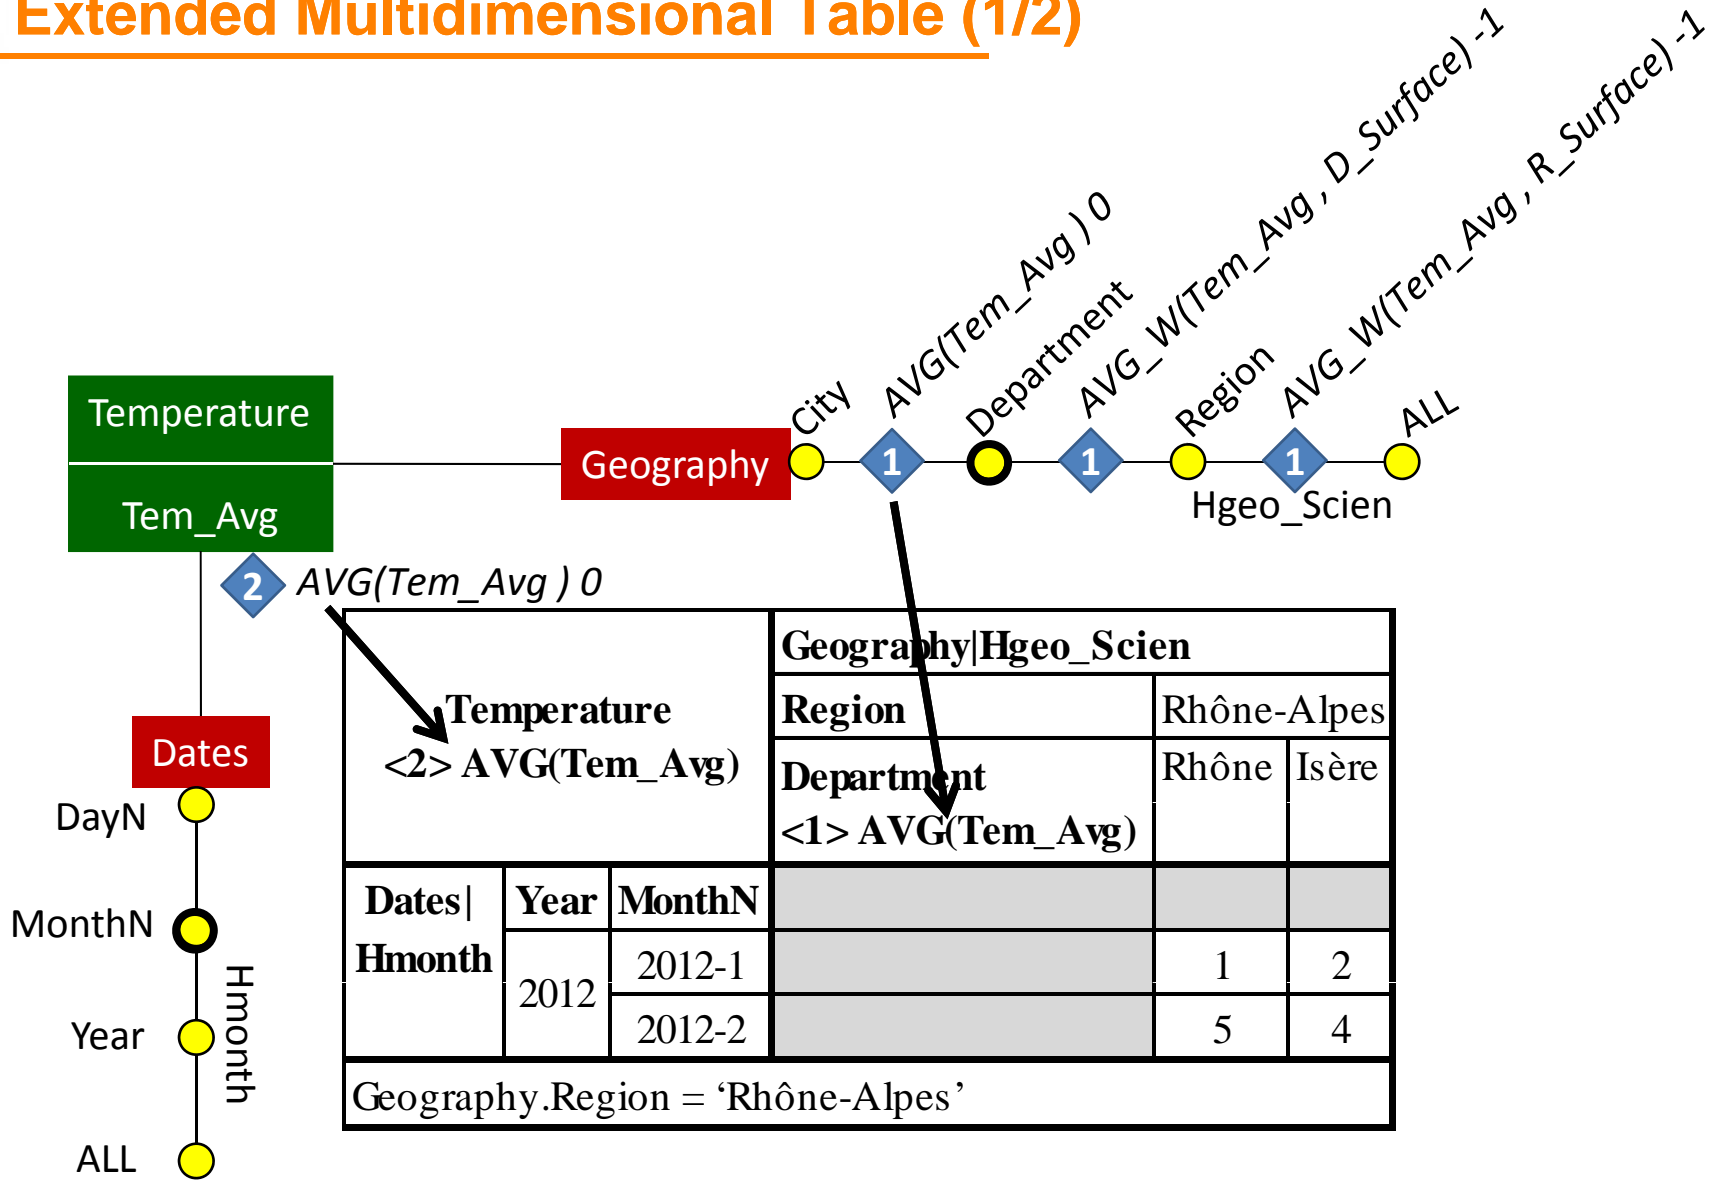 Extended Multidimensional Table (1/2)
AVG(Tem_Avg ) 0
AVG_W(Tem_Avg , D_Surface) -1
AVG_W(Tem_Avg , R_Surface) -1
City
Department
Region
ALL
Temperature
Tem_Avg
Geography
1
1
1
Hgeo_Scien
2
AVG(Tem_Avg ) 0
Dates
DayN
MonthN
Year
ALL
Hmonth
Temperature
<2> AVG(Tem_Avg)
Geography|Hgeo_Scien
Region
Rhône-Alpes
Department
<1> AVG(Tem_Avg)
Rhône
Isère
Dates|
Hmonth
Year
MonthN
2012
2012-1
1
2
2012-2
5
4
Geography.Region = ‘Rhône-Alpes’